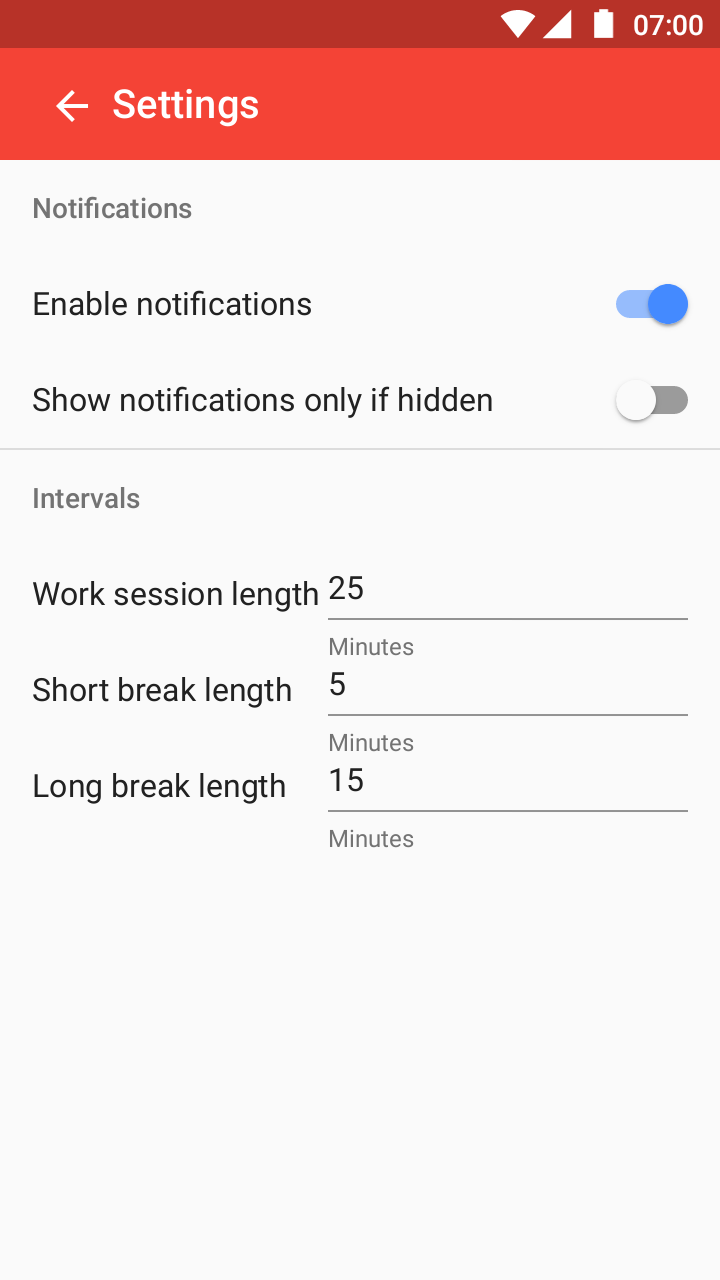 07:00
Settings
Notifications
Enable notifications
Show notifications only if hidden
Intervals
Work session length 25
Minutes
Short break length 5
Minutes
Long break length 15
Minutes